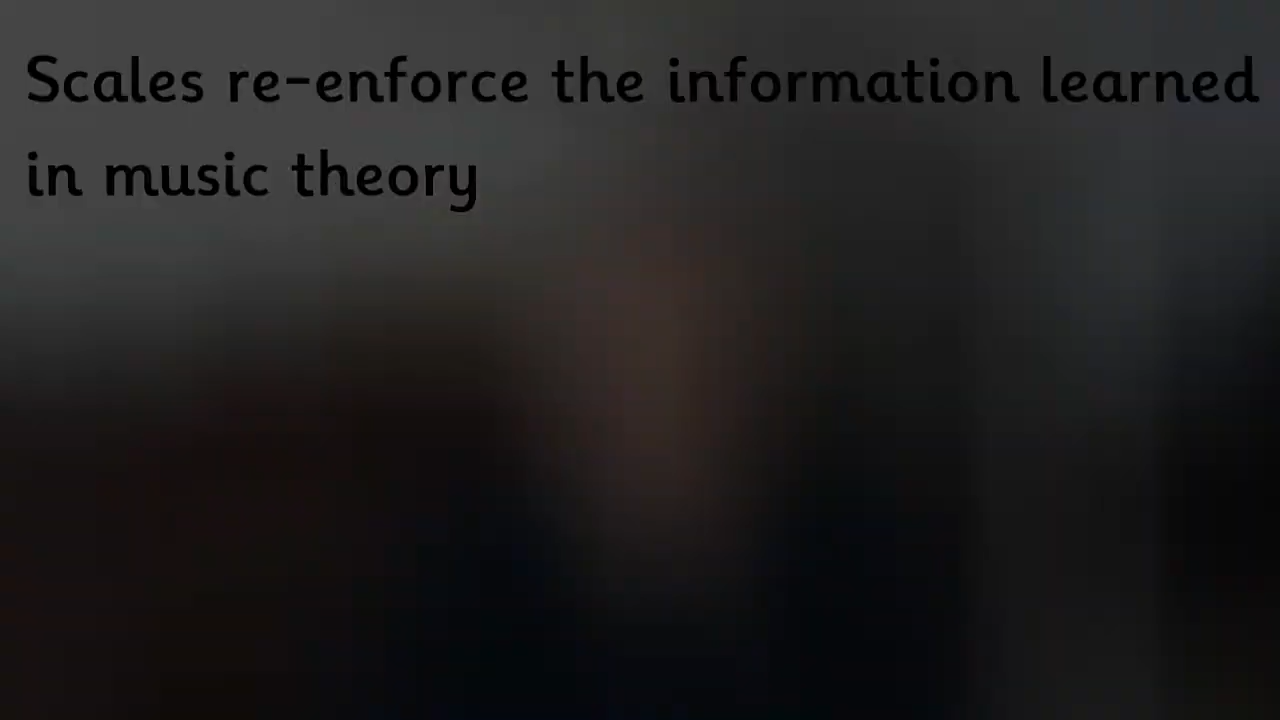 Scales re-enforce the information learned
in music theory